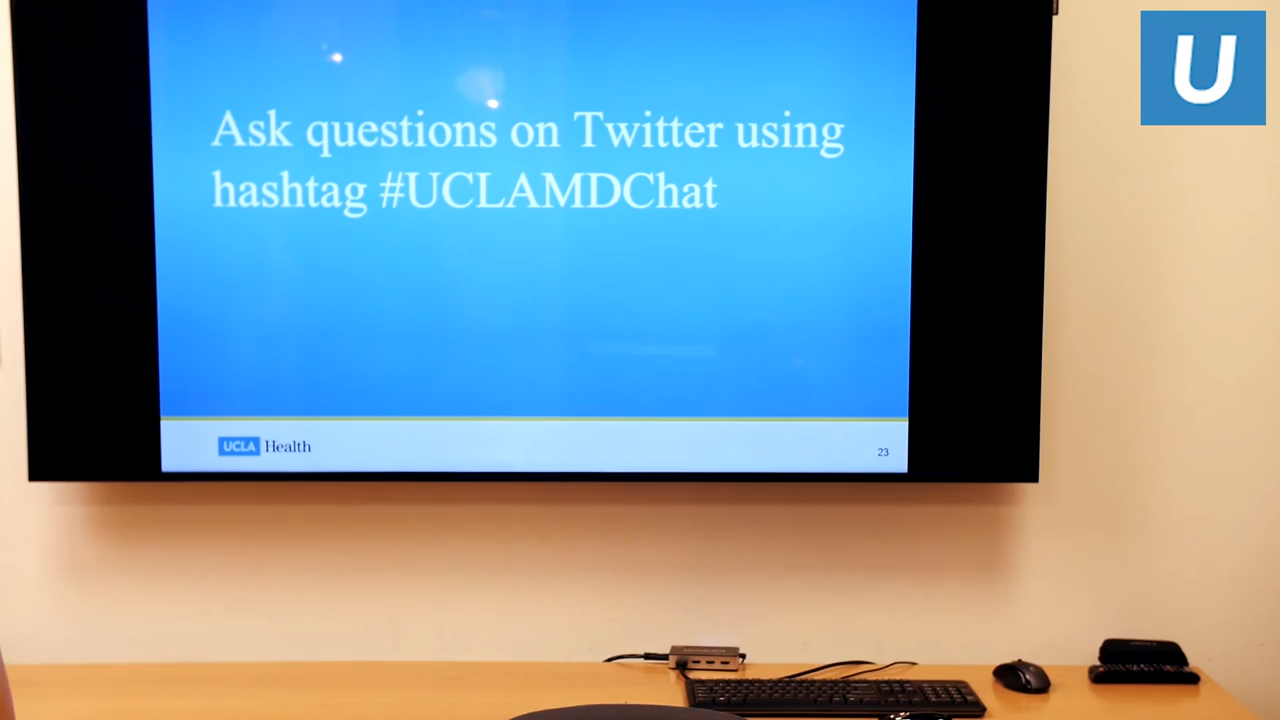 U
Ask questions on Twitter using
hashtag #UCLAMDChat
UCLA Health
23